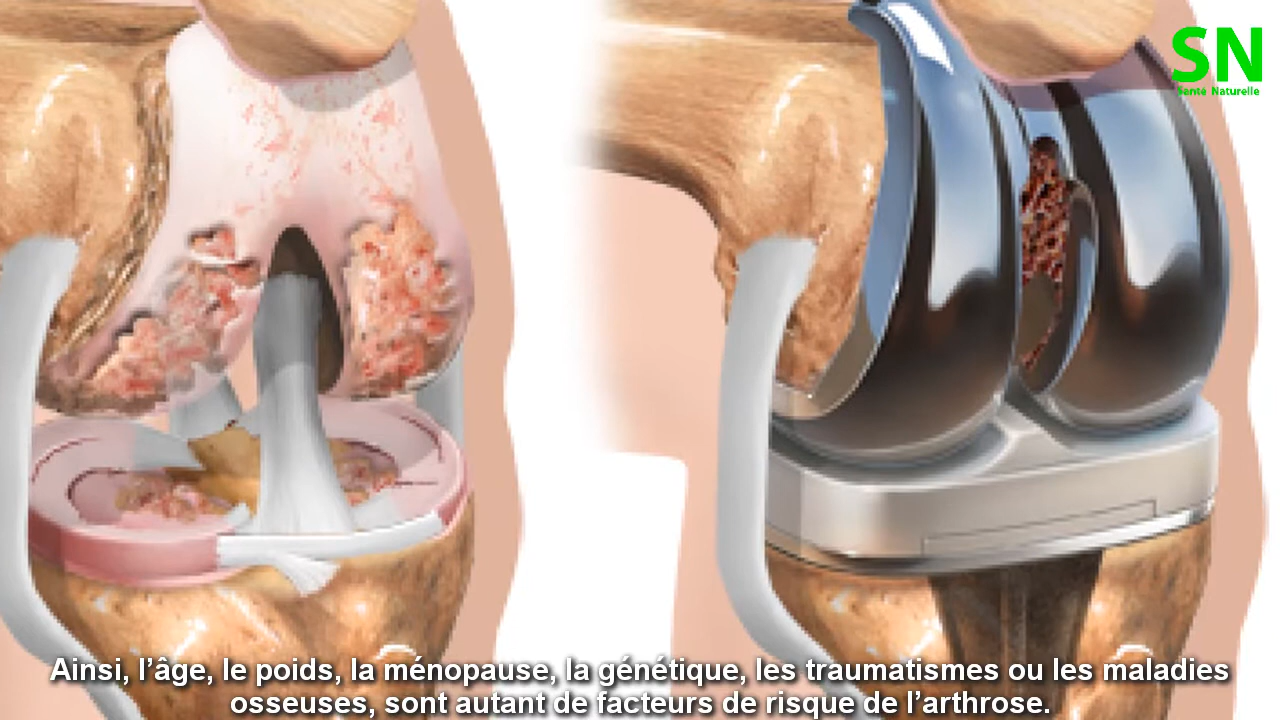 SN
Santé Naturelle
Ainsi, l’âge, le poids, la ménopause, la génétique, les traumatismes ou les maladies
osseuses, sont autant de facteurs de risque de l’arthrose.